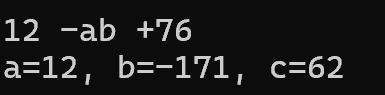 12 -ab +76
a=12, b=-171, c=62